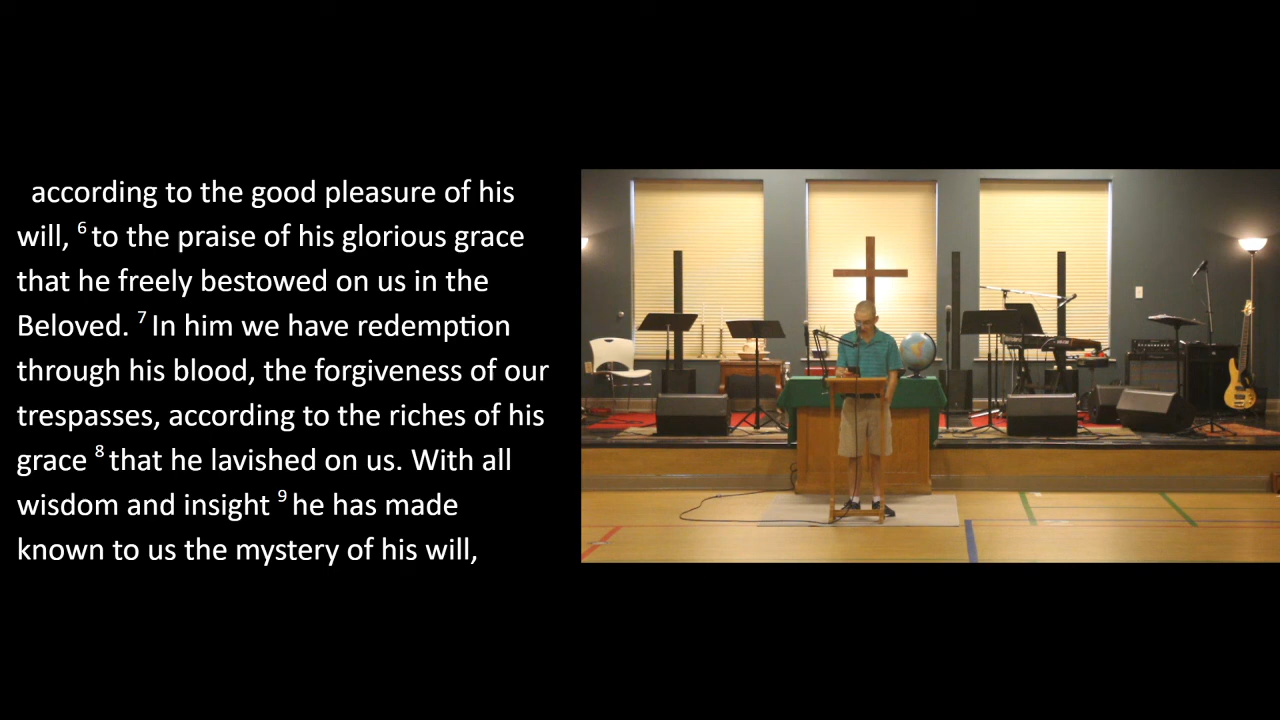 according to the good pleasure of his
will, 6 to the praise of his glorious grace
that he freely bestowed on us in the
Beloved. 7 In him we have redemption
through his blood, the forgiveness of our
trespasses, according to the riches of his
grace 8 that he lavished on us. With all
wisdom and insight 9 he has made
known to us the mystery of his will,